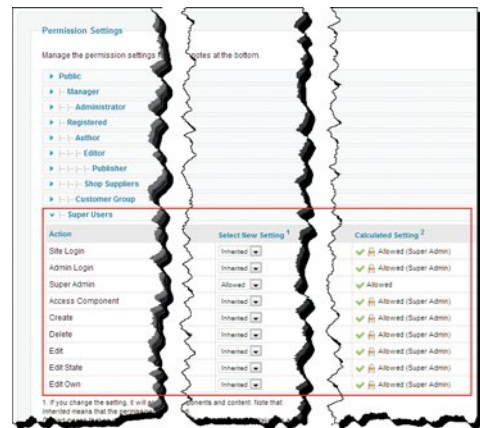 Permission Settings
Manage the permission settings f notes at the bottom.
Public
|– Manager
|–|– Administrator
|– Registered
|–|– Author
|–|–|– Editor
|–|–|–|– Publisher
|–|–|– Shop Suppliers
|–|– Customer Group
|– Super Users
Action Select New Setting 1 Calculated Setting 2
Site Login Inherited Allowed (Super Admin)
Admin Login Inherited Allowed (Super Admin)
Super Admin Allowed Allowed
Access Component Inherited Allowed (Super Admin)
Create Inherited Allowed (Super Admin)
Delete Inherited Allowed (Super Admin)
Edit Inherited Allowed (Super Admin)
Edit State Inherited Allowed (Super Admin)
Edit Own Inherited Allowed (Super Admin)
1. If you change the setting, it will onents and content. Note that:
Inherited means that the permission